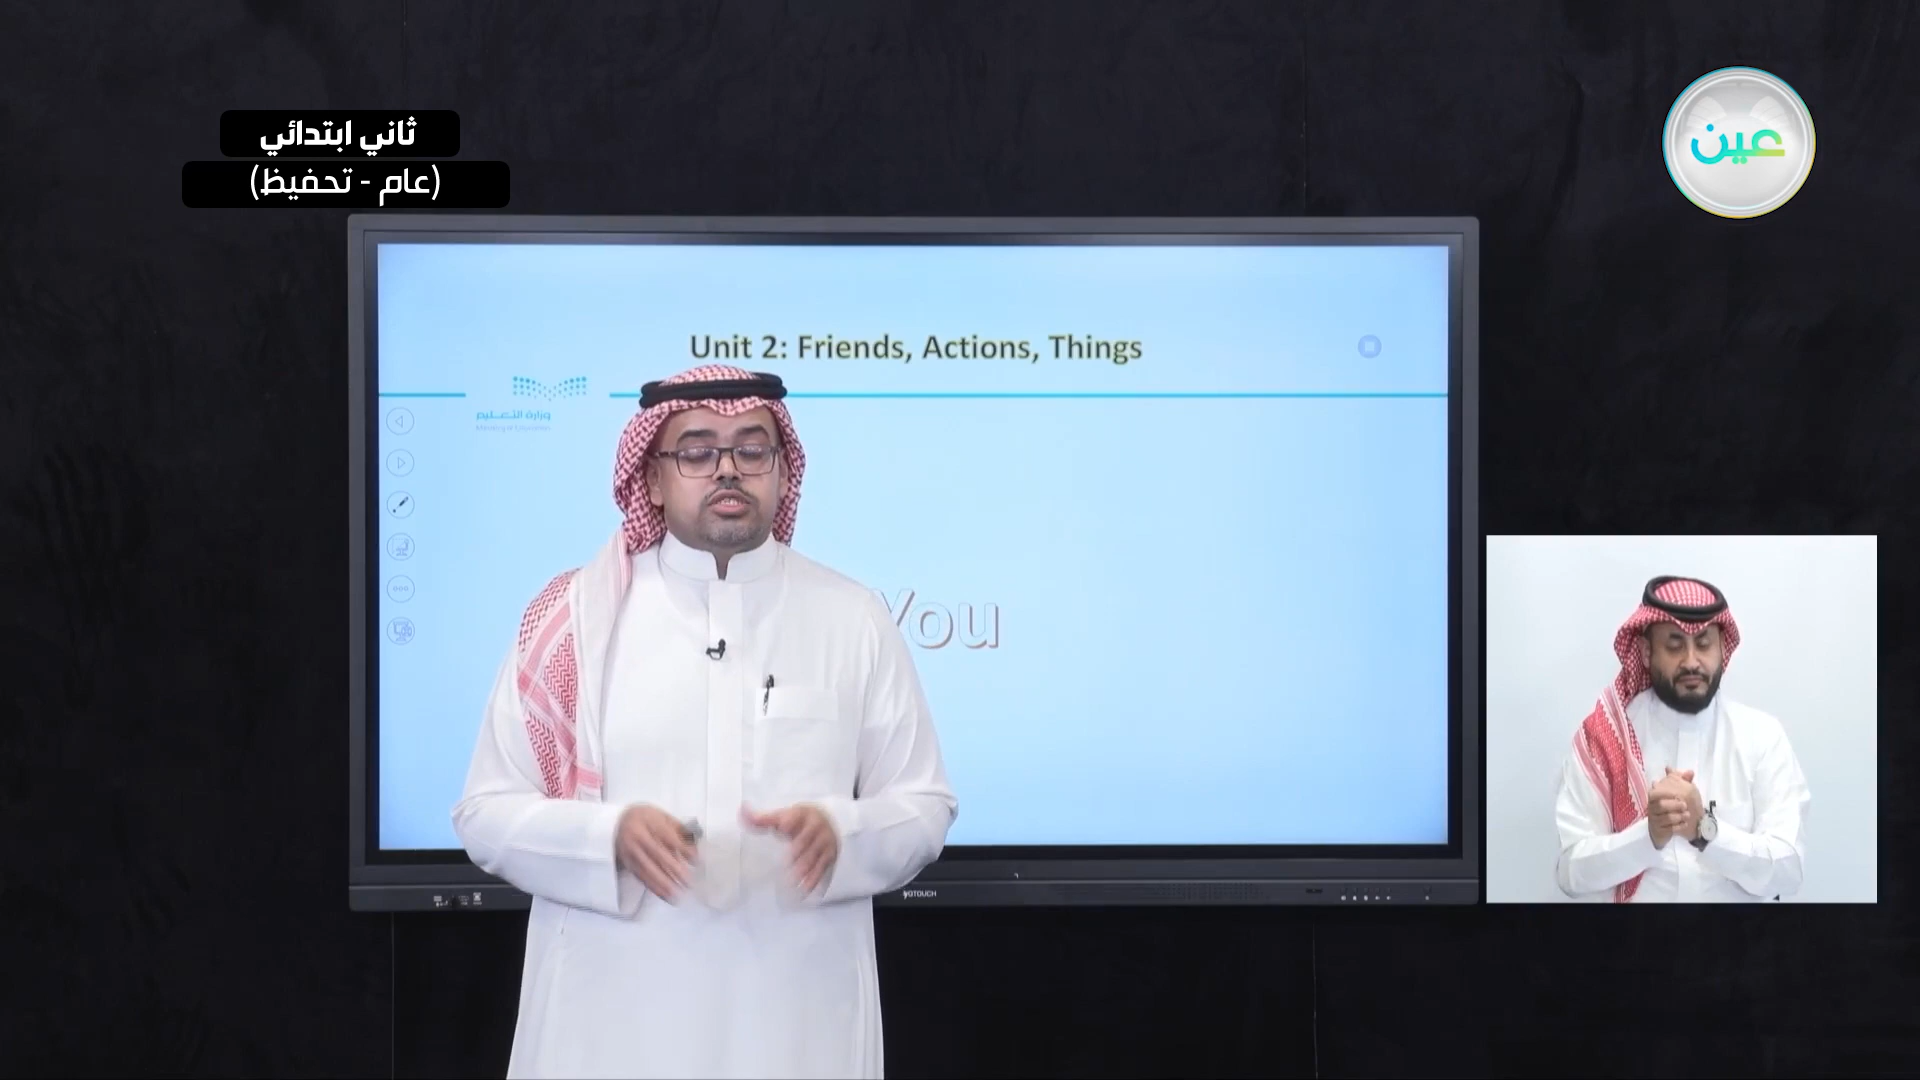 ثاني ابتدائي
(عام - تحفيظ)
عين
Unit 2: Friends, Actions, Things
وزارة التعليم
You